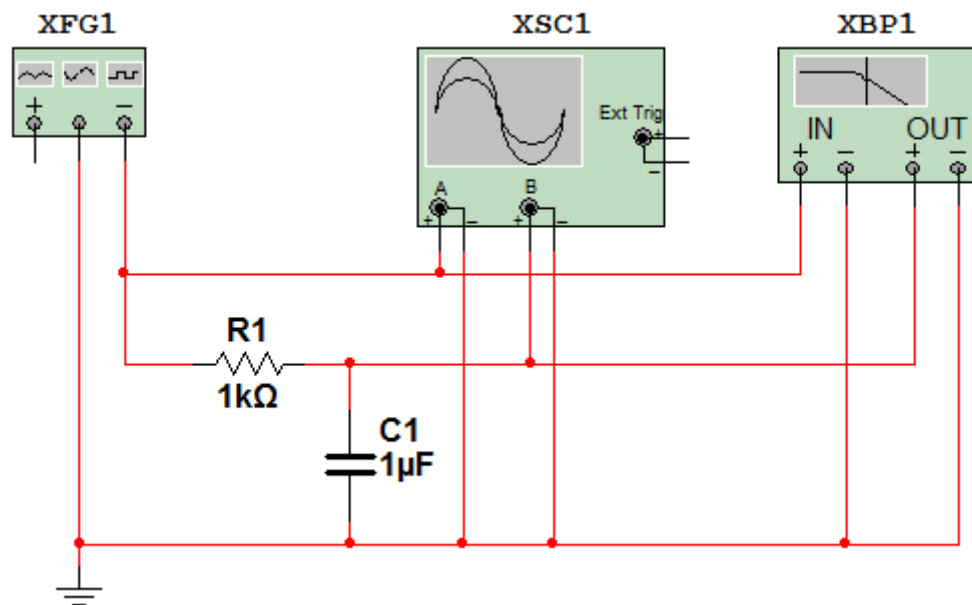 XFG1
XSC1
XBP1
+ −
Ext Trig
+
−
IN OUT
+ − + −
A B
+ − + −
R1
1kΩ
C1
1µF